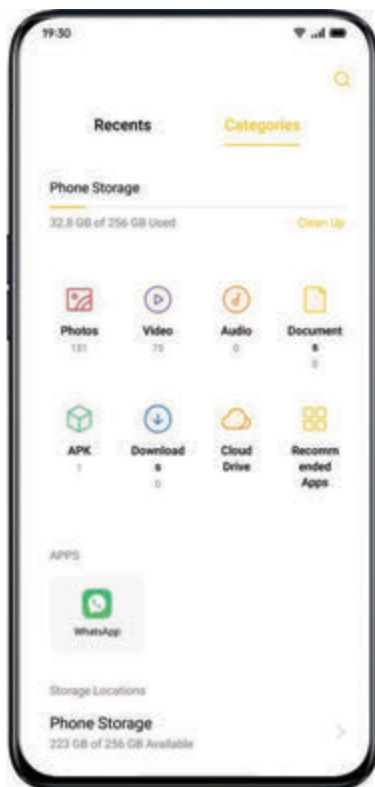 19:30
Recents
Categories
Phone Storage
32.8 GB of 256 GB Used
Clean Up
Photos
Video
Audio
Document
151
75
0
s
0
APK
Download
Cloud
Drive
Recomm
ended
Apps
1
s
0
APPS
WhatsApp
Storage Locations
Phone Storage
223 GB of 256 GB Available